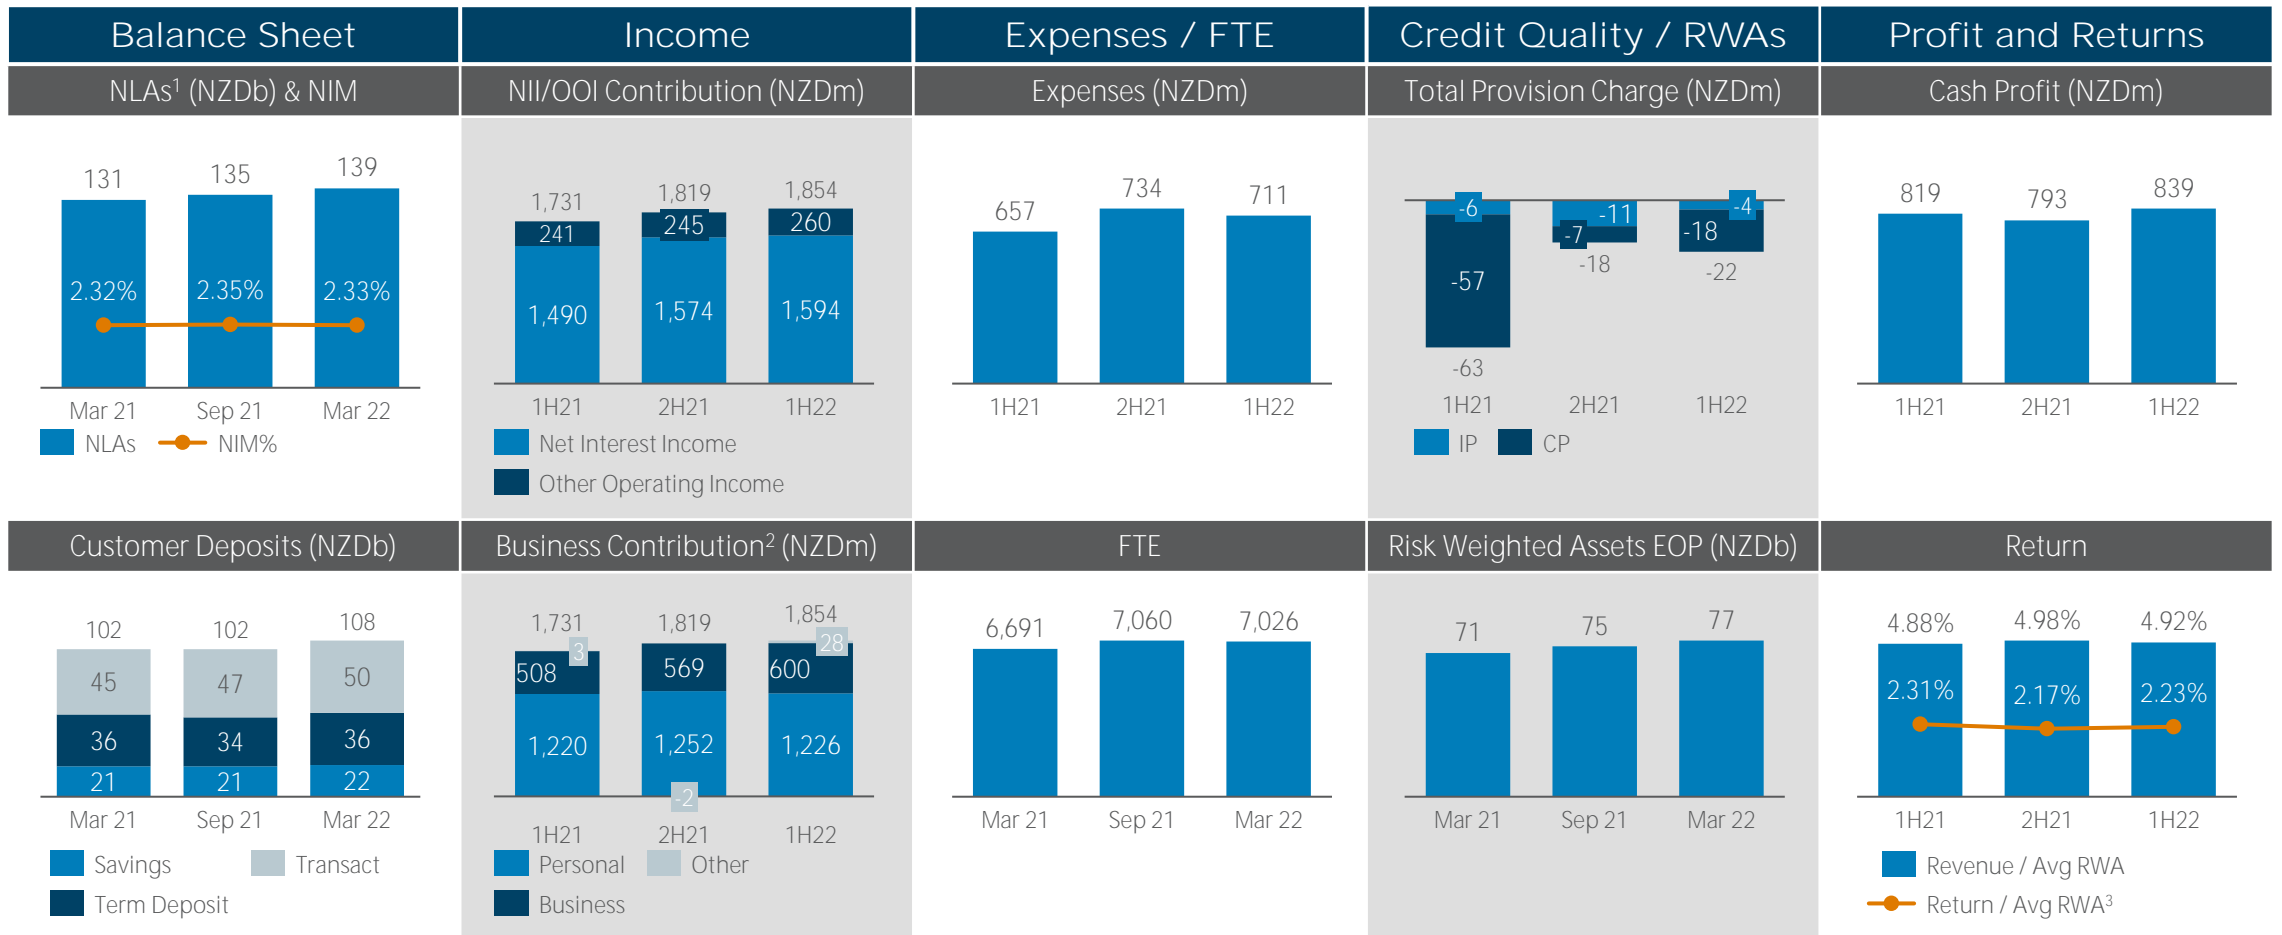 Balance Sheet
Income
Expenses / FTE
Credit Quality / RWAs
Profit and Returns
NLAs¹ (NZDb) & NIM
NII/OOI Contribution (NZDm)
Expenses (NZDm)
Total Provision Charge (NZDm)
Cash Profit (NZDm)
131 135 139
2.32% 2.35% 2.33%
Mar 21 Sep 21 Mar 22
NLAs NIM%
1,731 1,819 1,854
241 245 260
1,490 1,574 1,594
1H21 2H21 1H22
Net Interest Income
Other Operating Income
657 734 711
1H21 2H21 1H22
-6 -11 -4
-57 -7 -18
-63 -18 -22
1H21 2H21 1H22
IP CP
819 793 839
1H21 2H21 1H22
Customer Deposits (NZDb)
Business Contribution² (NZDm)
FTE
Risk Weighted Assets EOP (NZDb)
Return
102 102 108
45 47 50
36 34 36
21 21 22
Mar 21 Sep 21 Mar 22
Savings Transact
Term Deposit
1,731 1,819 1,854
3 28
508 569 600
1,220 1,252 1,226
-2
1H21 2H21 1H22
Personal Other
Business
6,691 7,060 7,026
Mar 21 Sep 21 Mar 22
71 75 77
Mar 21 Sep 21 Mar 22
4.88% 4.98% 4.92%
2.31% 2.17% 2.23%
1H21 2H21 1H22
Revenue / Avg RWA
Return / Avg RWA³